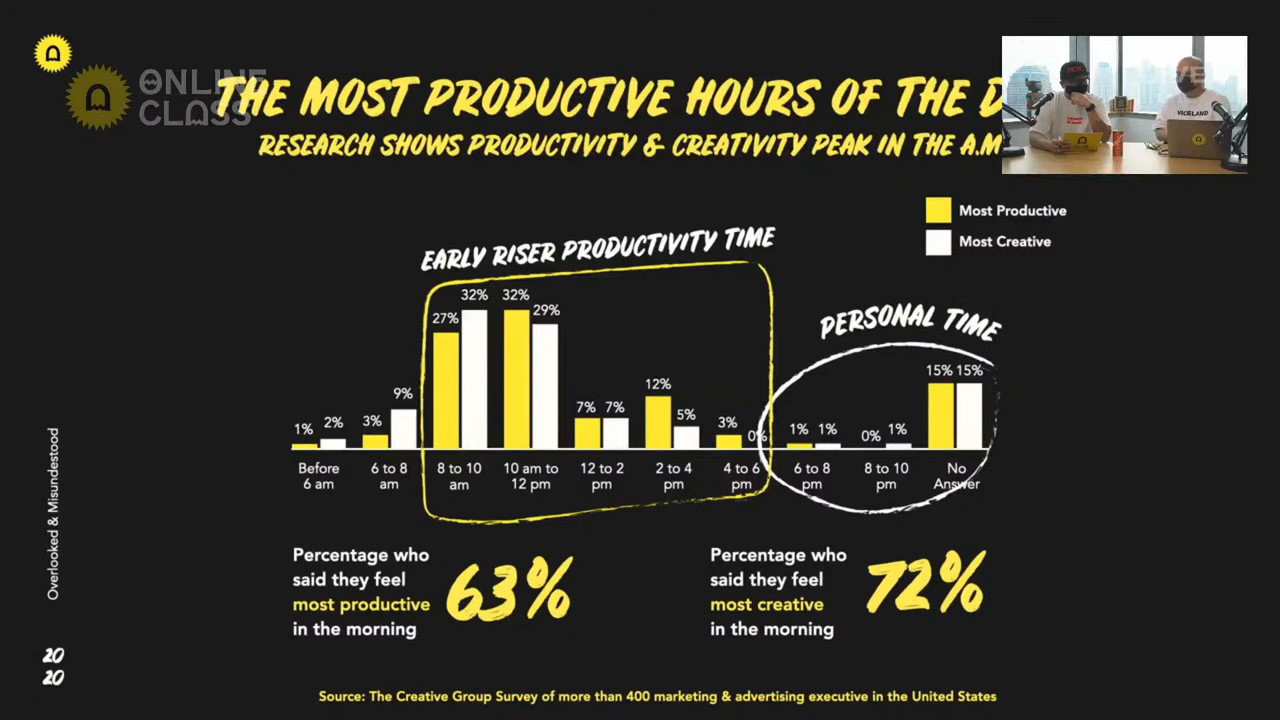 ONLINE
CLASS
THE MOST PRODUCTIVE HOURS OF THE D
RESEARCH SHOWS PRODUCTIVITY & CREATIVITY PEAK IN THE A.M
VICELAND
Most Productive
Most Creative
EARLY RISER PRODUCTIVITY TIME
PERSONAL TIME
1% 2% 3% 9% 27% 32% 32% 29% 7% 7% 12% 5% 3% 0% 1% 1% 0% 1% 15% 15%
Before 6 to 8 8 to 10 10 am to 12 to 2 2 to 4 4 to 6 6 to 8 8 to 10 No
6 am am am 12 pm pm pm pm pm pm Answer
Percentage who
said they feel
most productive
in the morning
63%
Percentage who
said they feel
most creative
in the morning
72%
Overlooked & Misunderstood
20
20
Source: The Creative Group Survey of more than 400 marketing & advertising executive in the United States